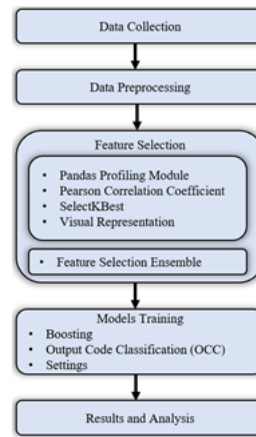 Data Collection
Data Preprocessing
Feature Selection
• Pandas Profiling Module
• Pearson Correlation Coefficient
• SelectKBest
• Visual Representation
• Feature Selection Ensemble
Models Training
• Boosting
• Output Code Classification (OCC)
• Settings
Results and Analysis